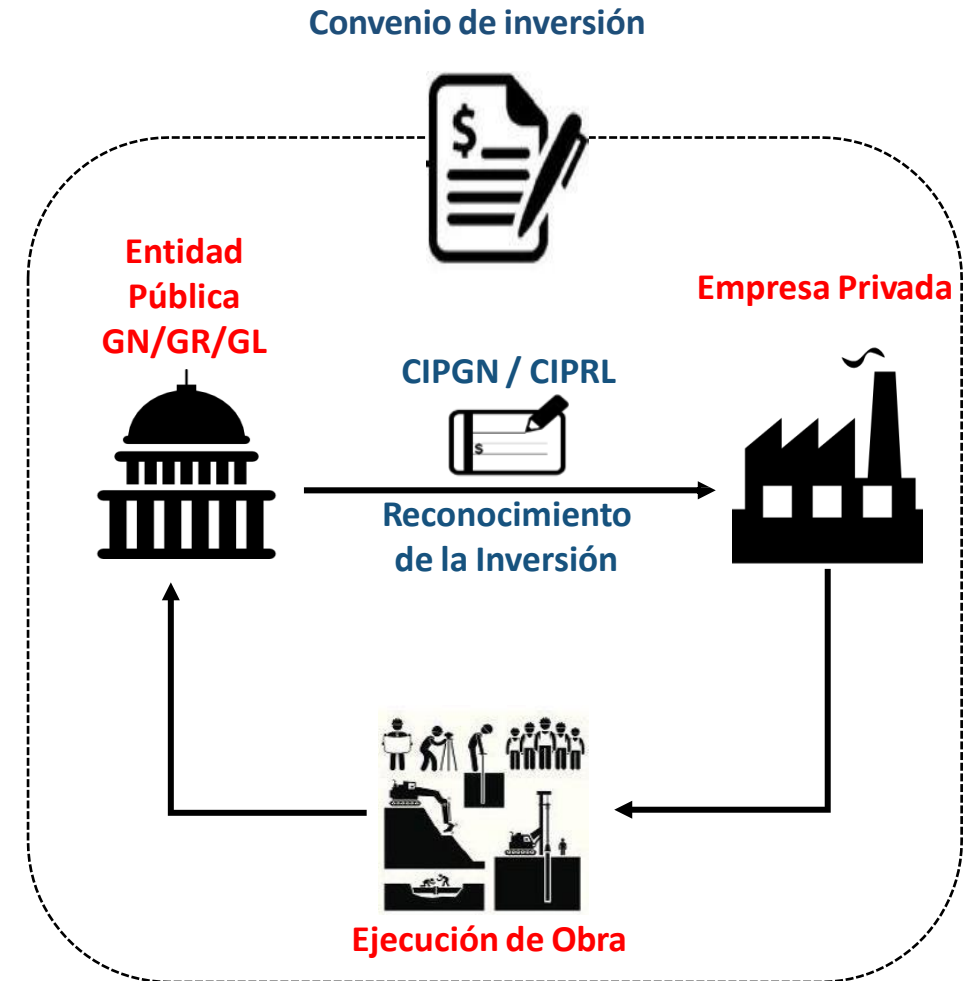 Convenio de inversión
$
Entidad
Pública
GN/GR/GL
Empresa Privada
CIPGN / CIPRL
$
Reconocimiento
de la Inversión
Ejecución de Obra